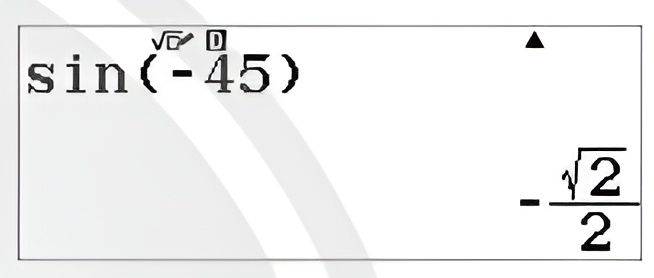 √ D ▲
sin(-45)
-√2/2